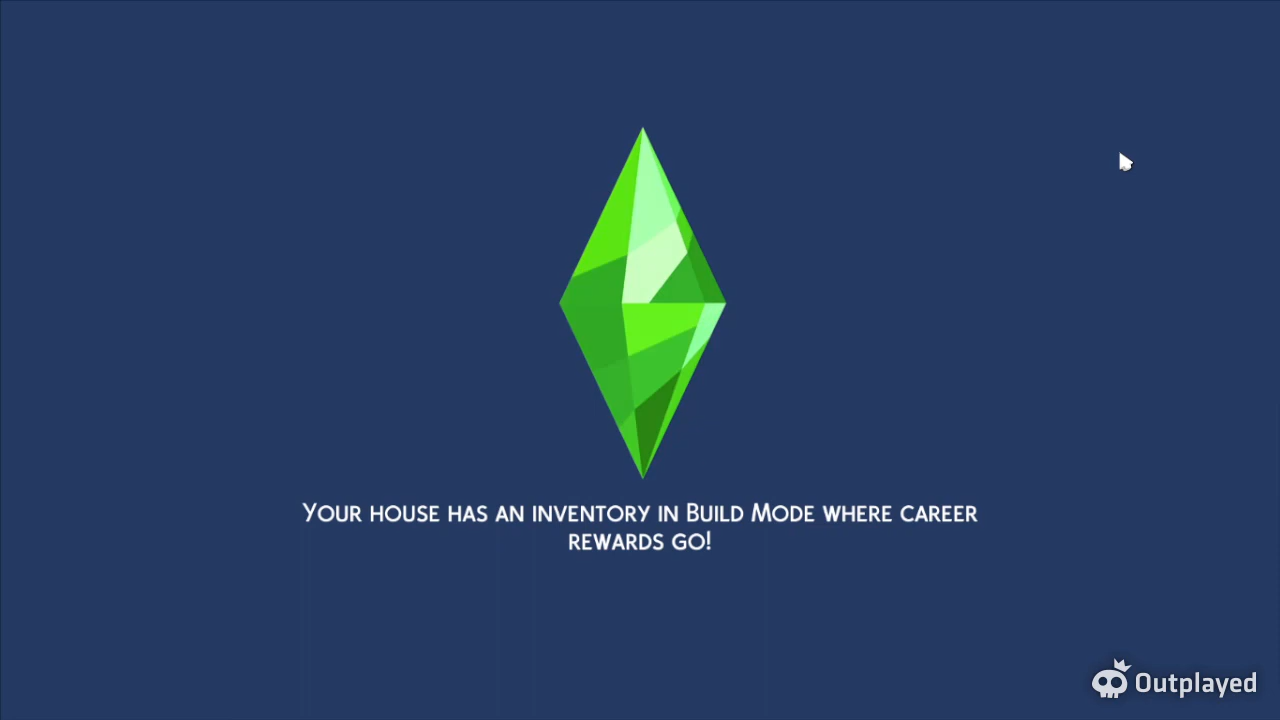 Your house has an inventory in Build Mode where career
rewards go!
Outplayed